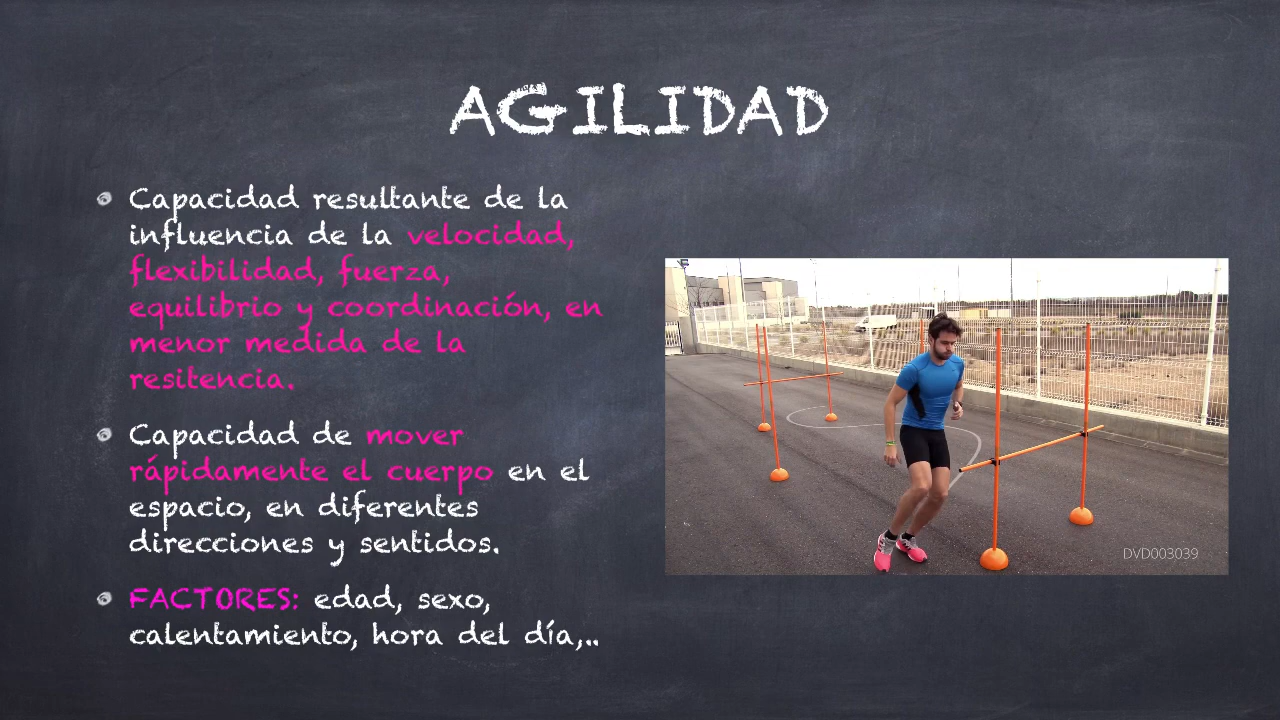 AGILIDAD
Capacidad resultante de la
influencia de la velocidad,
flexibilidad, fuerza,
equilibrio y coordinación, en
menor medida de la
resitencia.
Capacidad de mover
rápidamente el cuerpo en el
espacio, en diferentes
direcciones y sentidos.
FACTORES: edad, sexo,
calentamiento, hora del día,..
DVD003039